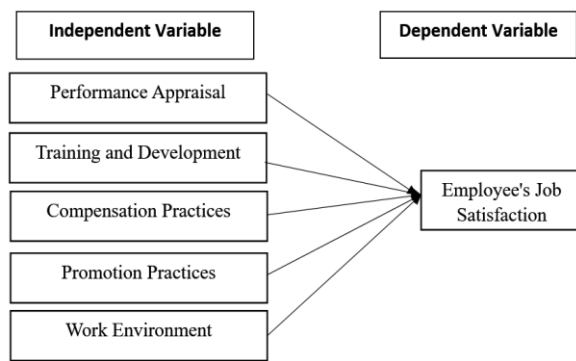 Independent Variable
Dependent Variable
Performance Appraisal
Training and Development
Compensation Practices
Promotion Practices
Work Environment
Employee's Job
Satisfaction